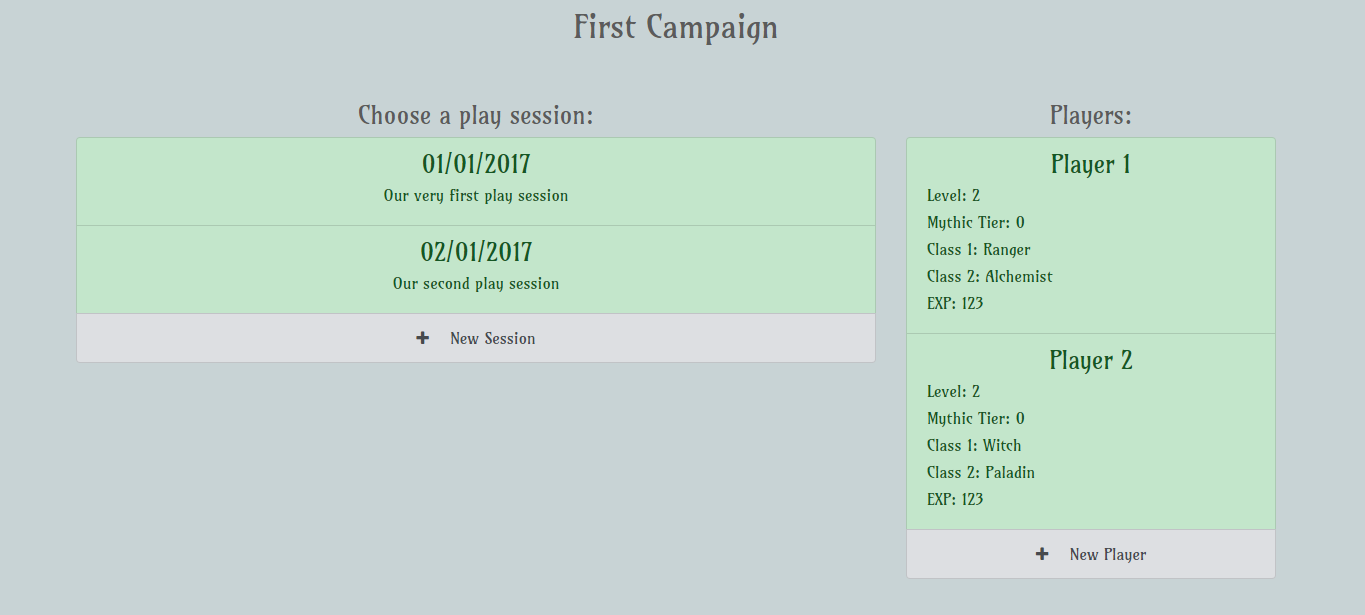 First Campaign
Choose a play session:
01/01/2017
Our very first play session
02/01/2017
Our second play session
New Session
Players:
Player 1
Level: 2
Mythic Tier: 0
Class 1: Ranger
Class 2: Alchemist
EXP: 123
Player 2
Level: 2
Mythic Tier: 0
Class 1: Witch
Class 2: Paladin
EXP: 123
New Player